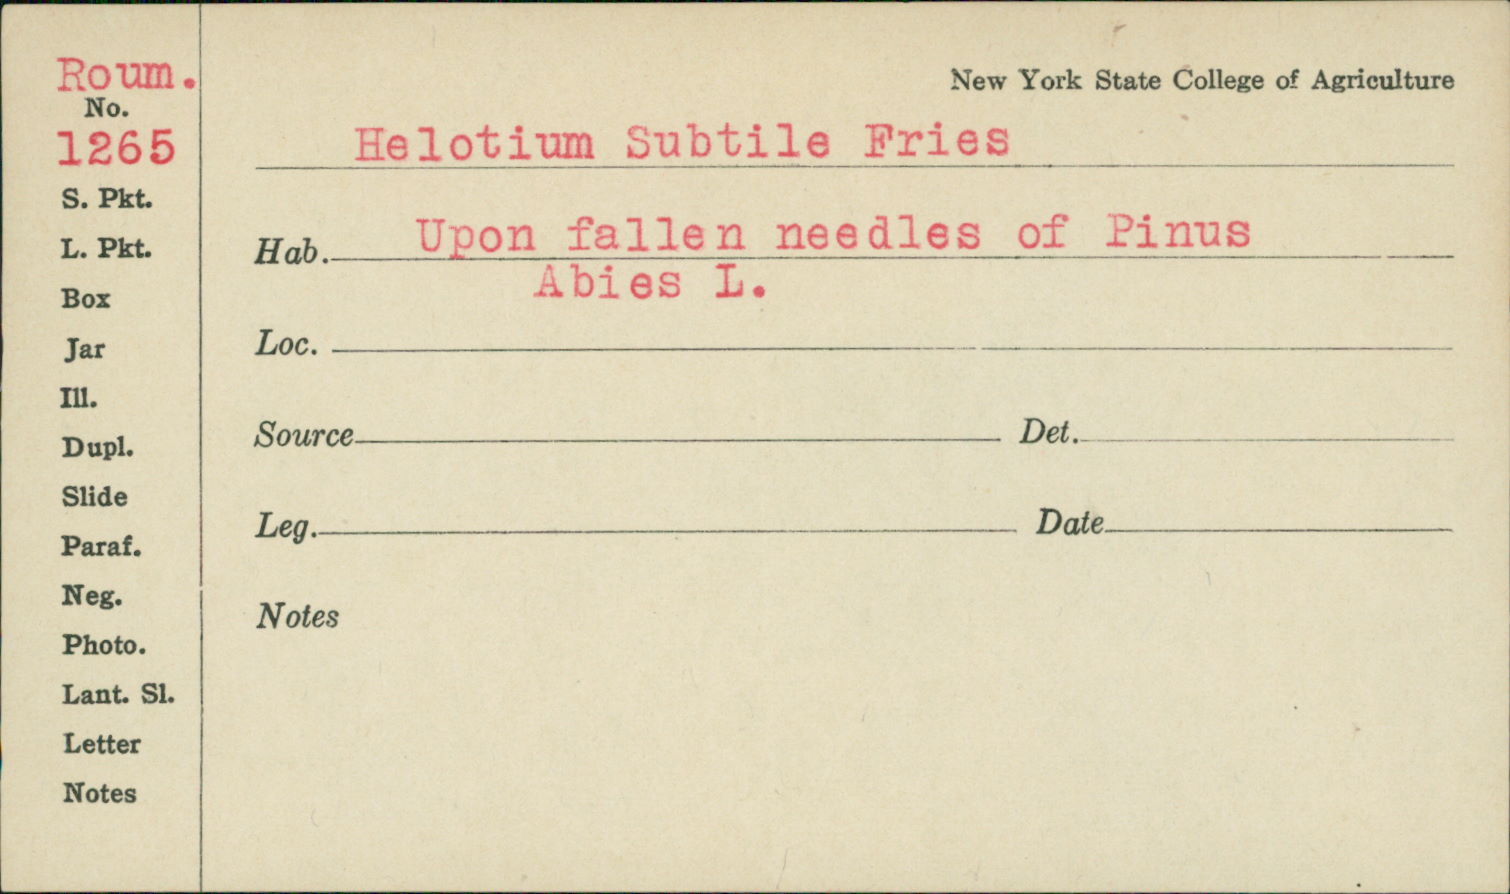 Roum.
No.
1265
S. Pkt.
L. Pkt.
Box
Jar
Ill.
Dupl.
Slide
Paraf.
Neg.
Photo.
Lant. Sl.
Letter
Notes
New York State College of Agriculture
Helotium Subtile Fries
Hab. Upon fallen needles of Pinus
Abies L.
Loc.
Source Det.
Leg. Date
Notes